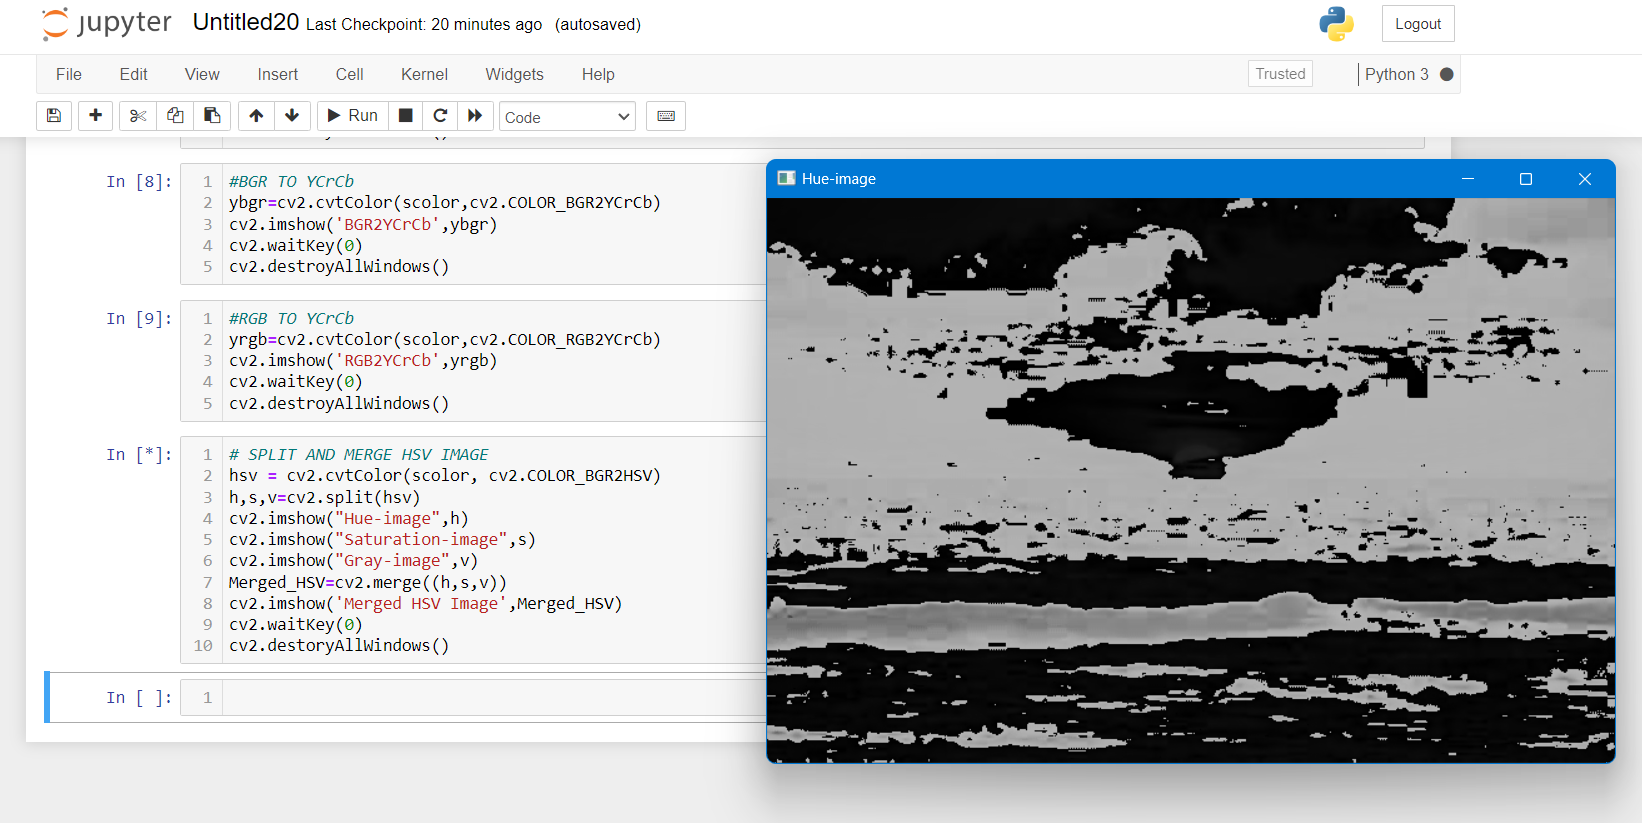 jupyter Untitled20 Last Checkpoint: 20 minutes ago (autosaved)
Logout
File Edit View Insert Cell Kernel Widgets Help
Trusted
Python 3
Run
Code
In [8]:
1 #BGR TO YCrCb
2 ybgr=cv2.cvtColor(scolor,cv2.COLOR_BGR2YCrCb)
3 cv2.imshow('BGR2YCrCb',ybgr)
4 cv2.waitKey(0)
5 cv2.destroyAllWindows()
In [9]:
1 #RGB TO YCrCb
2 yrgb=cv2.cvtColor(scolor,cv2.COLOR_RGB2YCrCb)
3 cv2.imshow('RGB2YCrCb',yrgb)
4 cv2.waitKey(0)
5 cv2.destroyAllWindows()
In [*]:
1 # SPLIT AND MERGE HSV IMAGE
2 hsv = cv2.cvtColor(scolor, cv2.COLOR_BGR2HSV)
3 h,s,v=cv2.split(hsv)
4 cv2.imshow("Hue-image",h)
5 cv2.imshow("Saturation-image",s)
6 cv2.imshow("Gray-image",v)
7 Merged_HSV=cv2.merge((h,s,v))
8 cv2.imshow('Merged HSV Image',Merged_HSV)
9 cv2.waitKey(0)
10 cv2.destoryAllWindows()
In [ ]:
1
Hue-image